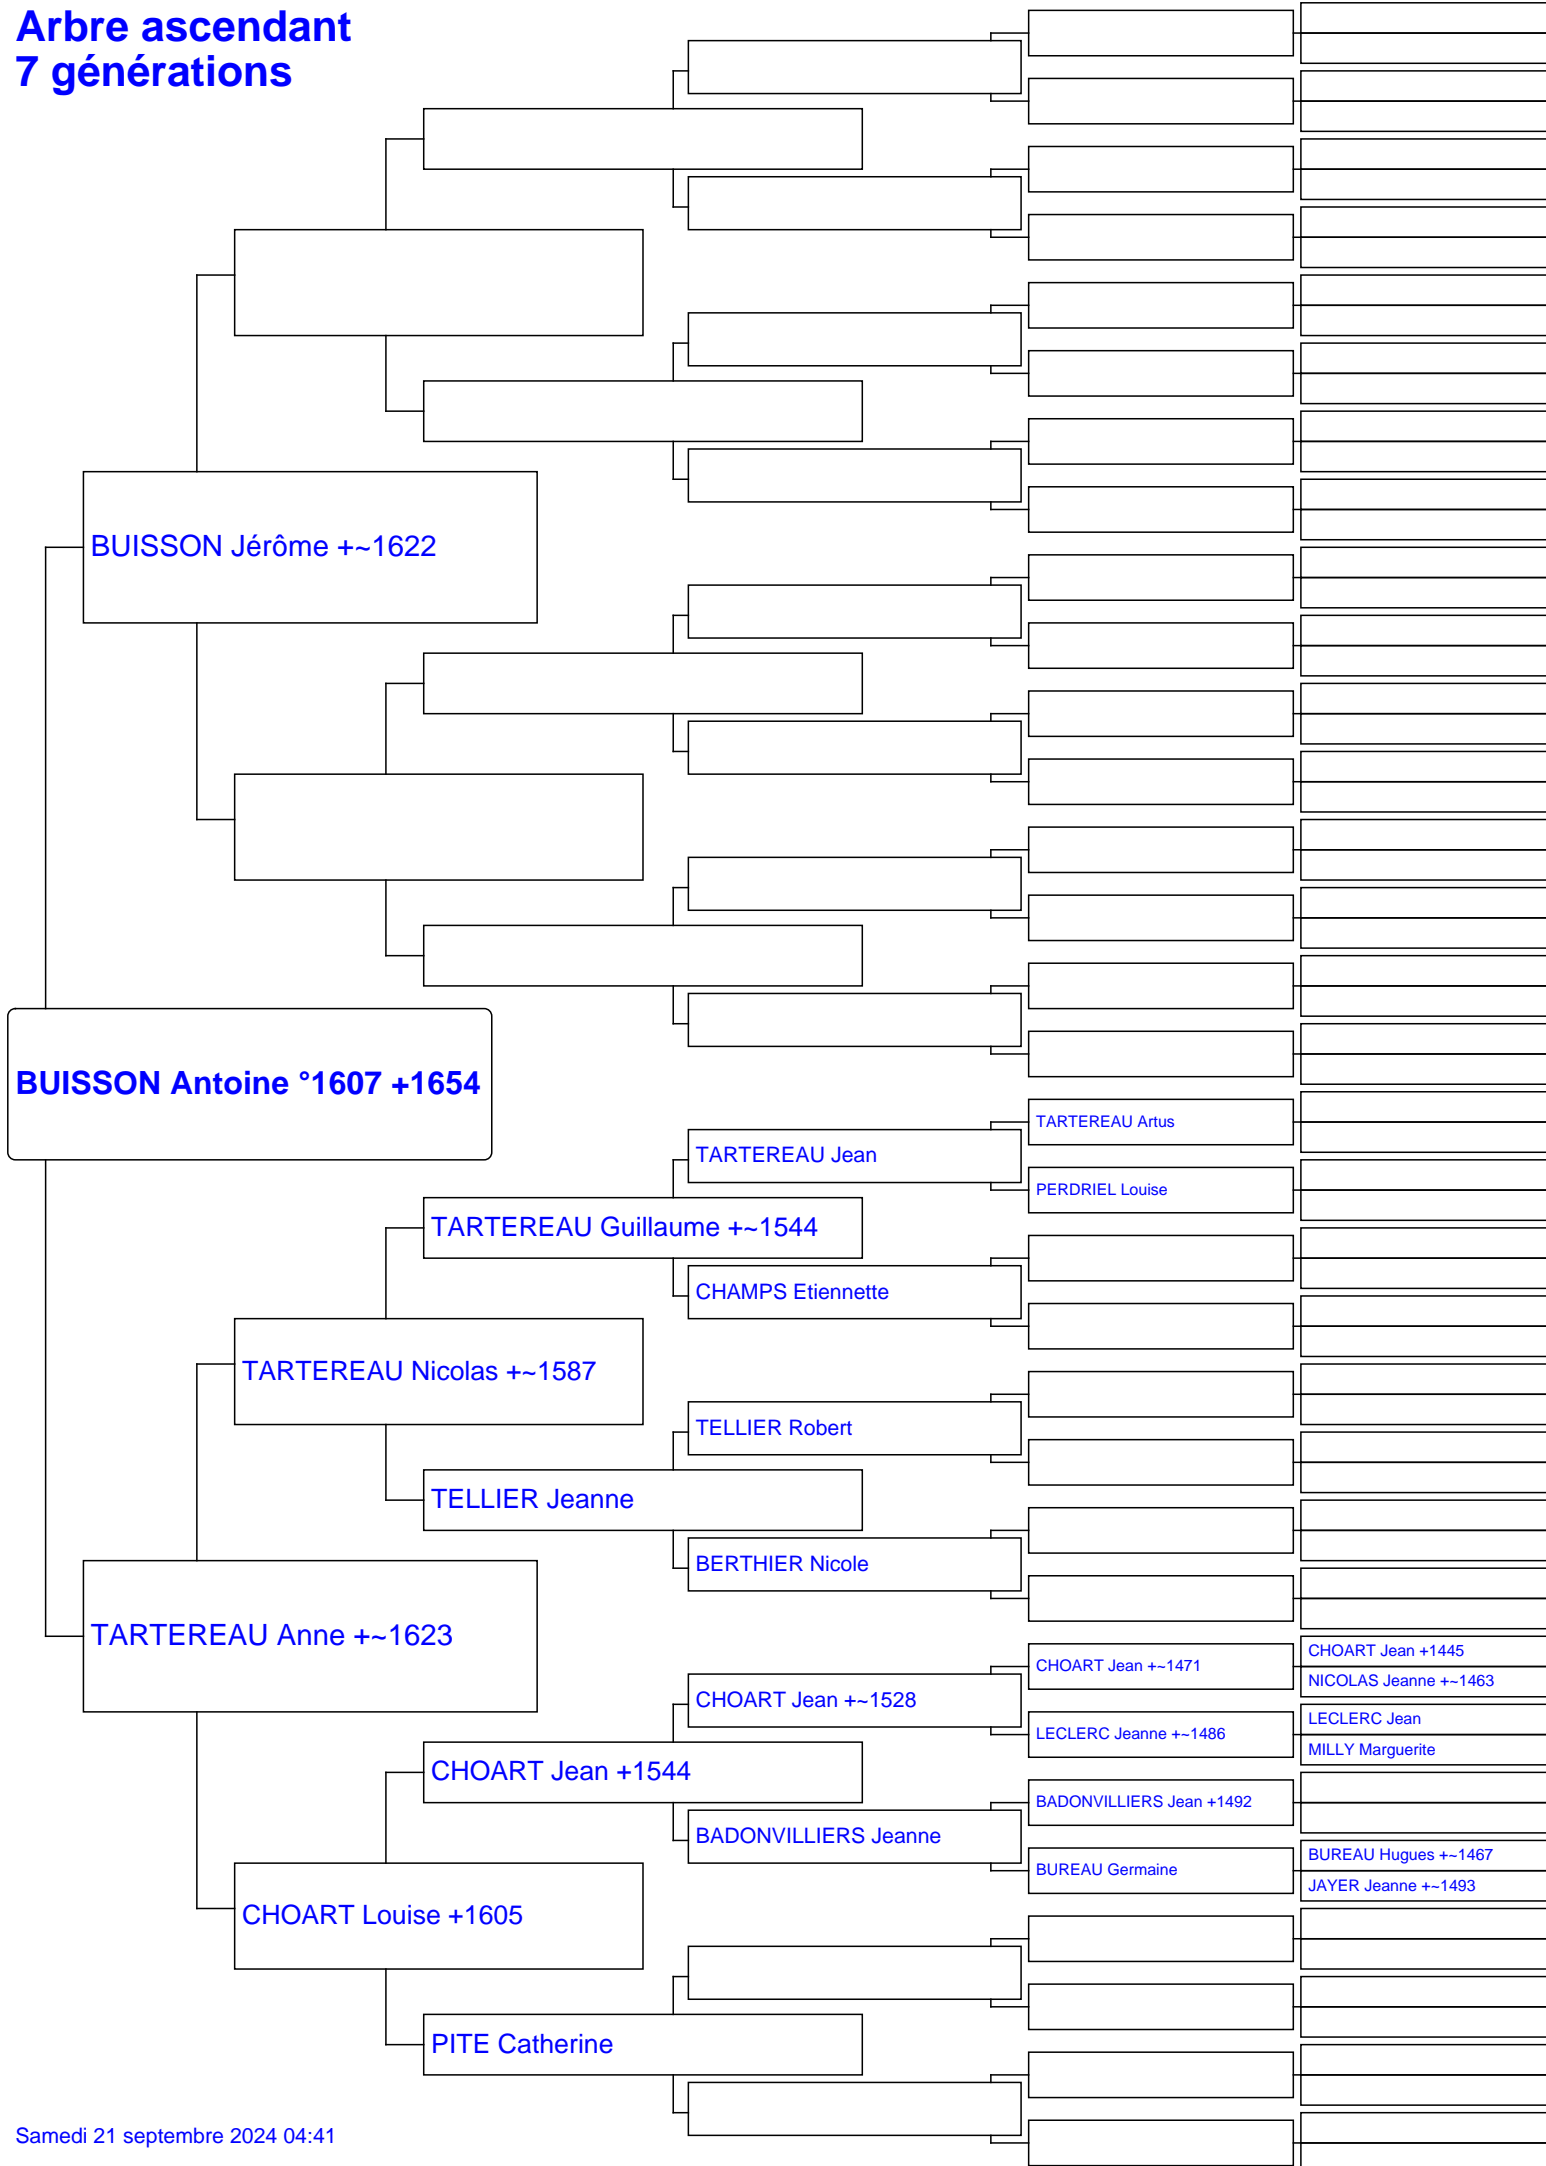 Arbre ascendant
7 générations
BUISSON Jérôme +~1622
BUISSON Antoine °1607 +1654
TARTEREAU Artus
TARTEREAU Jean
PERDRIEL Louise
TARTEREAU Guillaume +~1544
CHAMPS Etiennette
TARTEREAU Nicolas +~1587
TELLIER Robert
TELLIER Jeanne
BERTHIER Nicole
TARTEREAU Anne +~1623
CHOART Jean +1445
CHOART Jean +~1471
NICOLAS Jeanne +~1463
CHOART Jean +~1528
LECLERC Jean
LECLERC Jeanne +~1486
MILLY Marguerite
CHOART Jean +1544
BADONVILLIERS Jean +1492
BADONVILLIERS Jeanne
BUREAU Hugues +~1467
BUREAU Germaine
JAYER Jeanne +~1493
CHOART Louise +1605
PITE Catherine
Samedi 21 septembre 2024 04:41